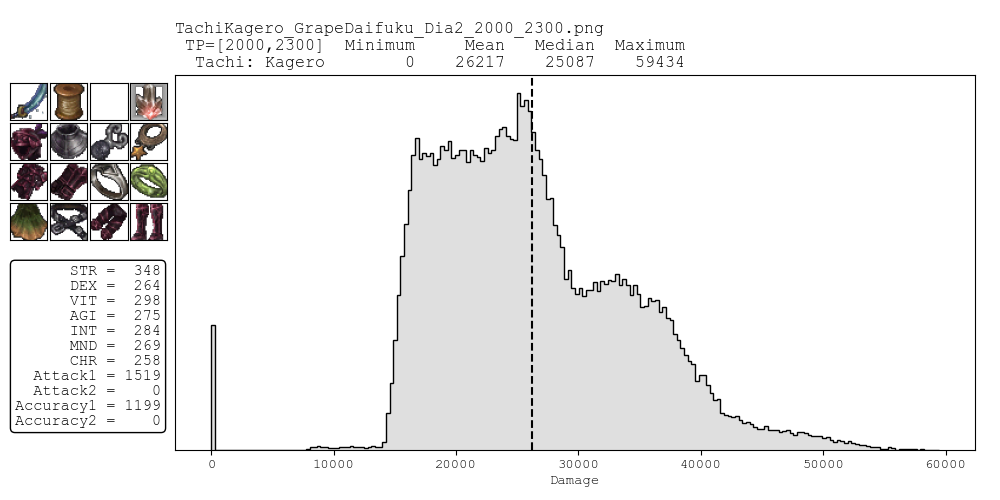 TachiKagero_GrapeDaifuku_Dia2_2000_2300.png
TP=[2000,2300] Minimum Mean Median Maximum
Tachi: Kagero 0 26217 25087 59434
STR = 348
DEX = 264
VIT = 298
AGI = 275
INT = 284
MND = 269
CHR = 258
Attack1 = 1519
Attack2 = 0
Accuracy1 = 1199
Accuracy2 = 0
0 10000 20000 30000 40000 50000 60000
Damage